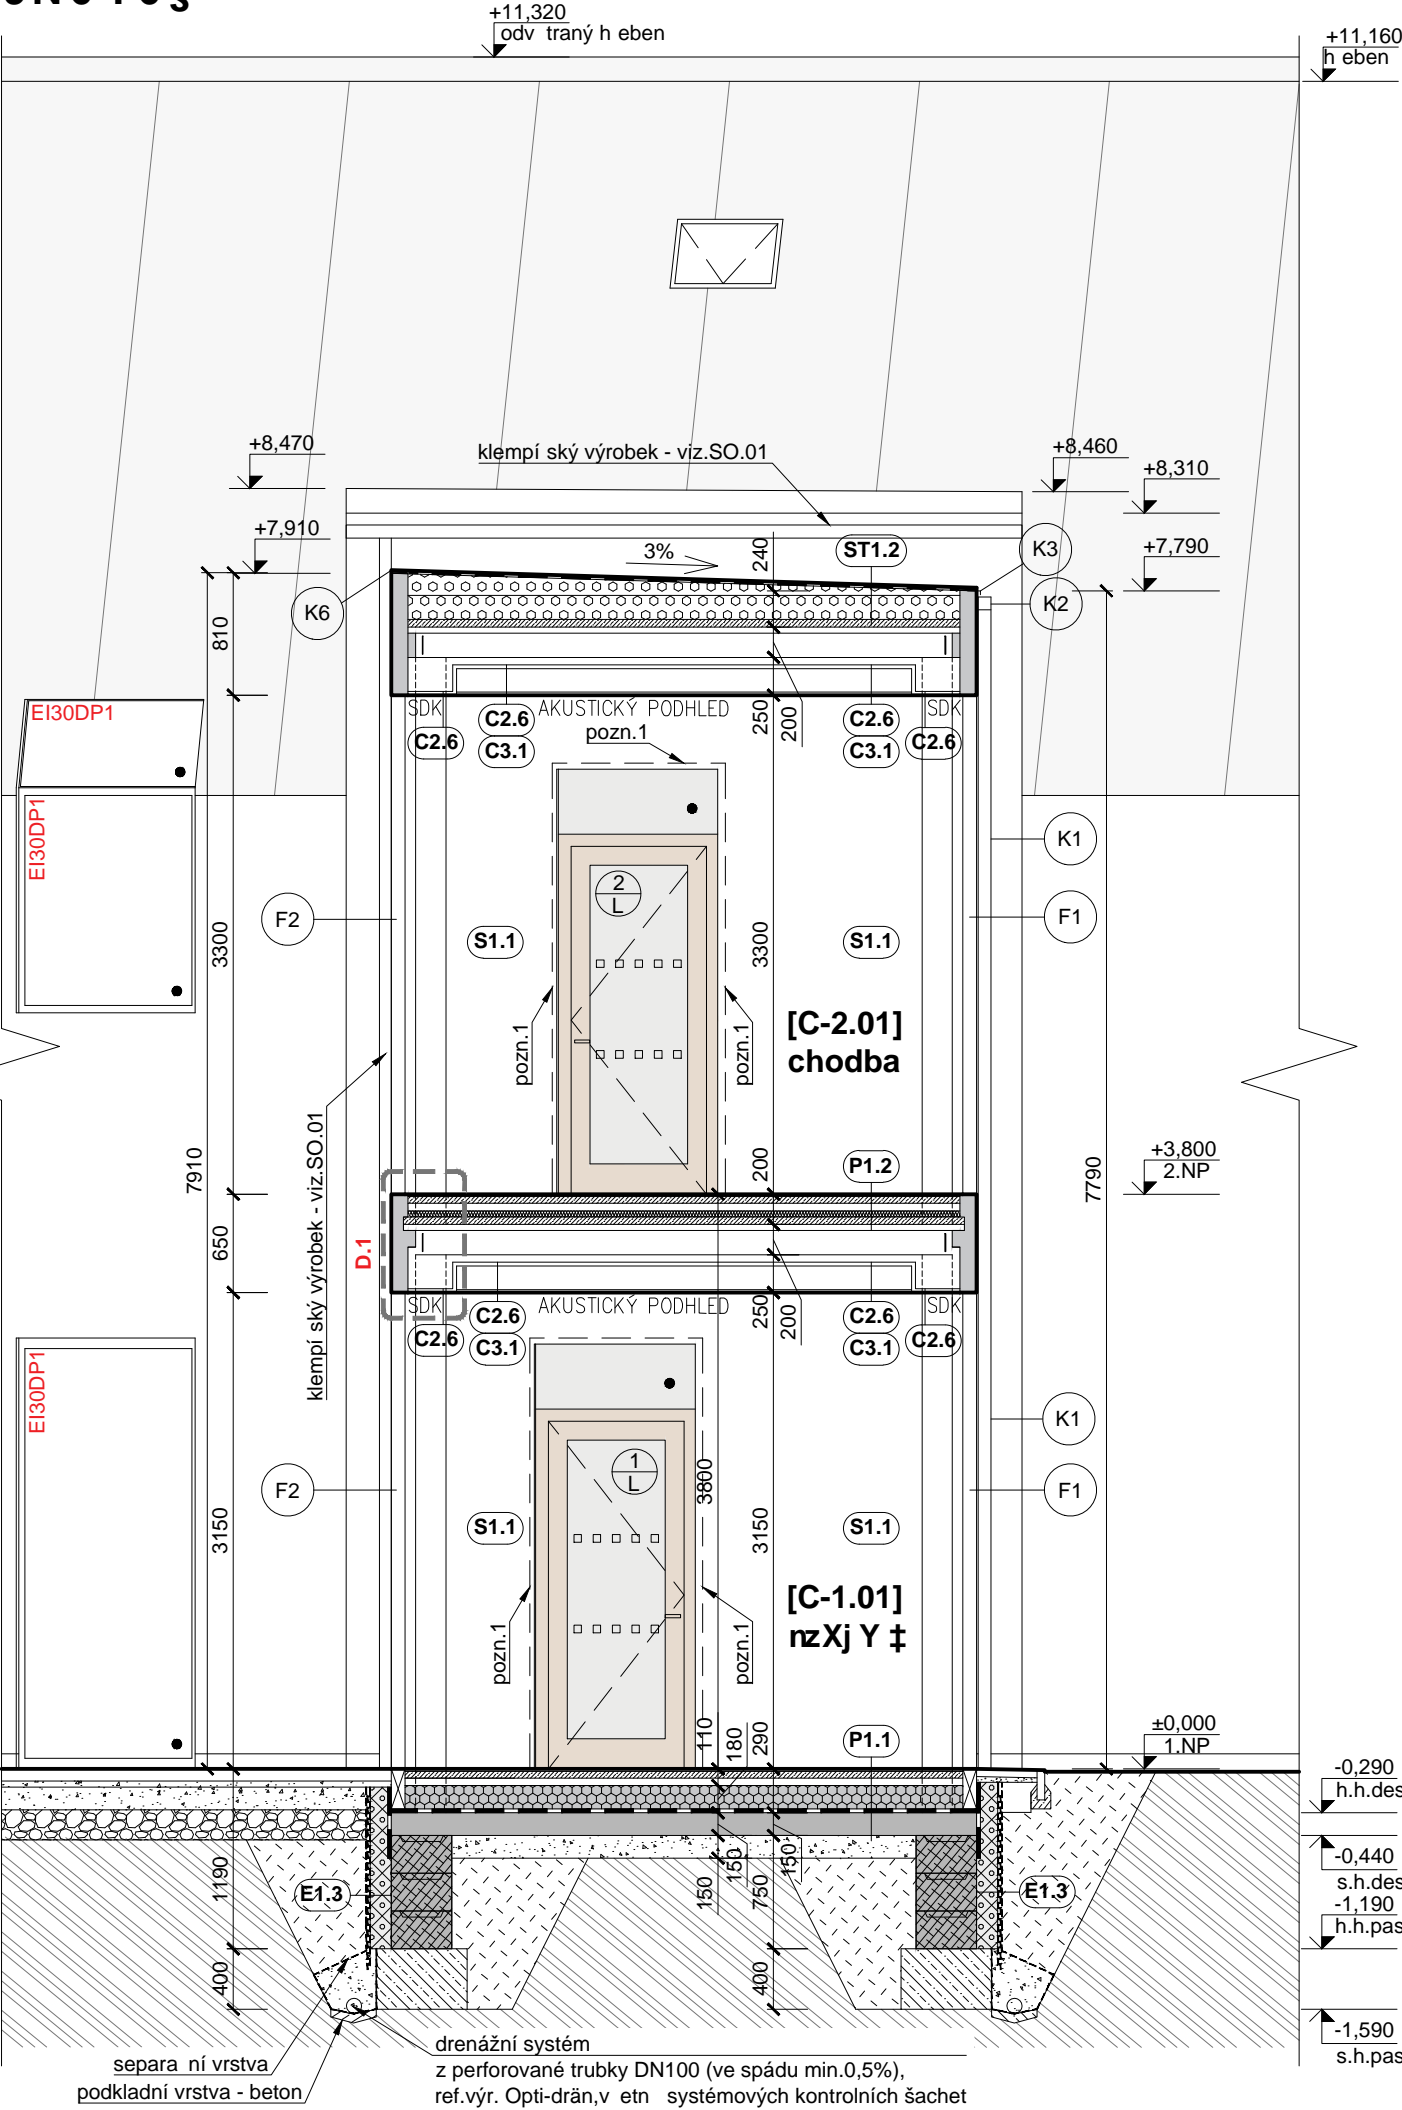 +11,320
odv traný h eben
+11,160
h eben
+8,470
klempí ský výrobek - viz.SO.01
+8,460
+8,310
+7,910
3%
240
ST1.2
K3
+7,790
K6
K2
810
EI30DP1
SDK
AKUSTICKÝ PODHLED
SDK
C2.6
C2.6
C3.1
pozn.1
250
200
C2.6
C3.1
C2.6
EI30DP1
K1
2
L
F2
F1
3300
S1.1
3300
S1.1
[C-2.01]
chodba
pozn.1
pozn.1
klempí ský výrobek - viz.SO.01
7910
200
P1.2
7790
+3,800
2.NP
650
D.1
SDK
AKUSTICKÝ PODHLED
SDK
C2.6
C2.6
C3.1
250
200
C2.6
C3.1
C2.6
EI30DP1
K1
1
L
3800
F2
F1
3150
S1.1
3150
S1.1
[C-1.01]
nzXj Y ‡
pozn.1
pozn.1
110
180
290
P1.1
±0,000
1.NP
-0,290
h.h.des
-0,440
s.h.des
1190
E1.3
150
150
750
150
E1.3
-1,190
h.h.pas
400
400
-1,590
s.h.pas
separa ní vrstva
podkladní vrstva - beton
drenážní systém
z perforované trubky DN100 (ve spádu min.0,5%),
ref.výr. Opti-drän,v etn systémových kontrolních šachet